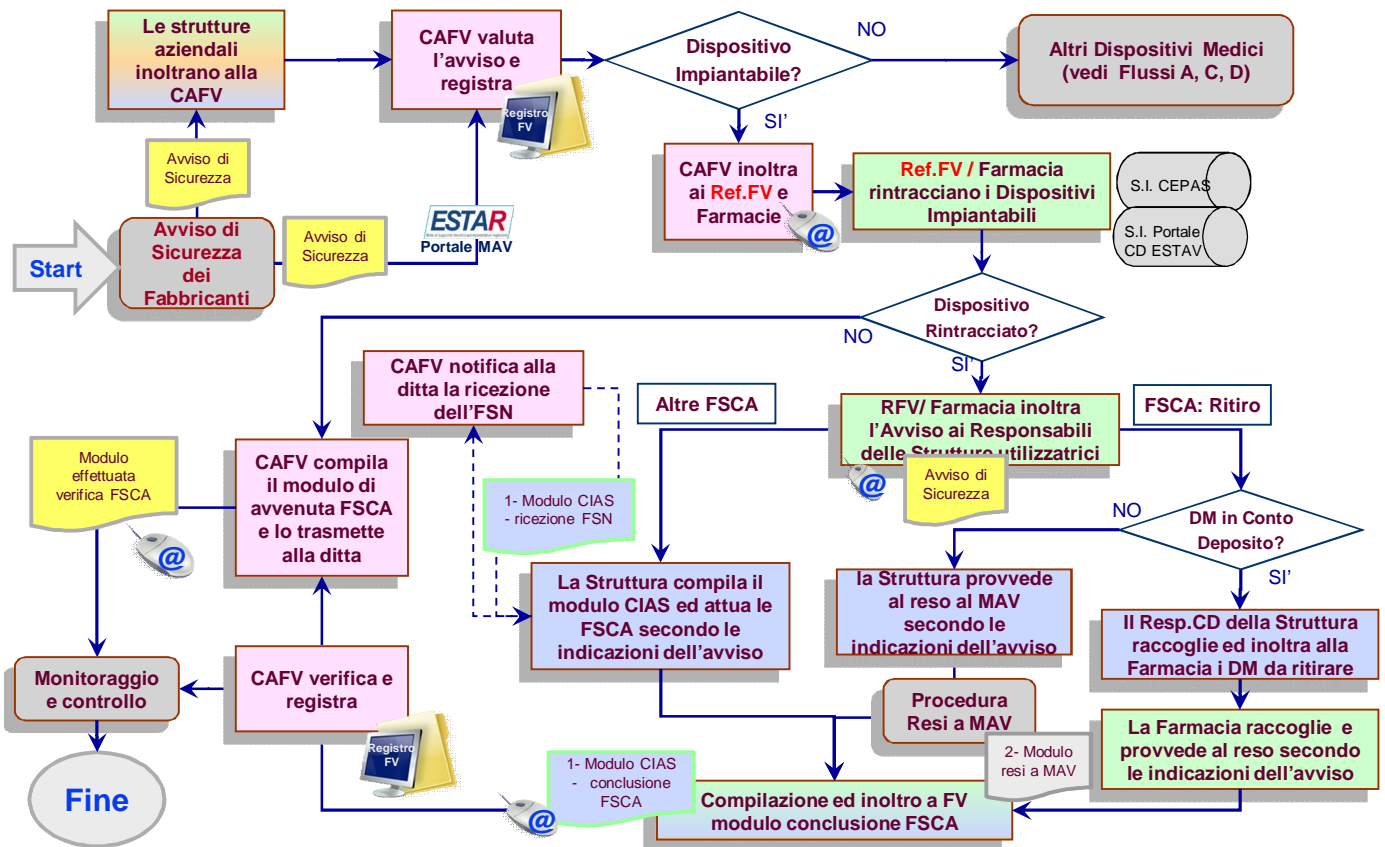 Le strutture
aziendali
inoltrano alla
CAFV
CAFV valuta
l'avviso e
registra
Registro
FV
Dispositivo
Impiantabile?
NO
SI'
Altri Dispositivi Medici
(vedi Flussi A, C, D)
Avviso di
Sicurezza
Start
Avviso di
Sicurezza
dei
Fabbricanti
Avviso di
Sicurezza
ESTAR
Portale MAV
CAFV inoltra
ai Ref.FV e
Farmacie
@
Ref.FV / Farmacia
rintracciano i Dispositivi
Impiantabili
S.I. CEPAS
S.I. Portale
CD ESTAV
Dispositivo
Rintracciato?
NO
SI'
CAFV notifica alla
ditta la ricezione
dell'FSN
Altre FSCA
RFV/ Farmacia inoltra
l'Avviso ai Responsabili
delle Strutture utilizzatrici
FSCA: Ritiro
@
Avviso di
Sicurezza
Modulo
effettuata
verifica FSCA
@
CAFV compila
il modulo di
avvenuta FSCA
e lo trasmette
alla ditta
1- Modulo CIAS
- ricezione FSN
NO
DM in Conto
Deposito?
SI'
La Struttura compila il
modulo CIAS ed attua le
FSCA secondo le
indicazioni dell'avviso
la Struttura provvede
al reso al MAV
secondo le
indicazioni dell'avviso
Il Resp.CD della Struttura
raccoglie ed inoltra alla
Farmacia i DM da ritirare
Monitoraggio
e controllo
CAFV verifica e
registra
Registro
FV
Procedura
Resi a MAV
La Farmacia raccoglie e
provvede al reso secondo
le indicazioni dell'avviso
2- Modulo
resi a MAV
Fine
1- Modulo CIAS
- conclusione
FSCA
@
Compilazione ed inoltro a FV
modulo conclusione FSCA